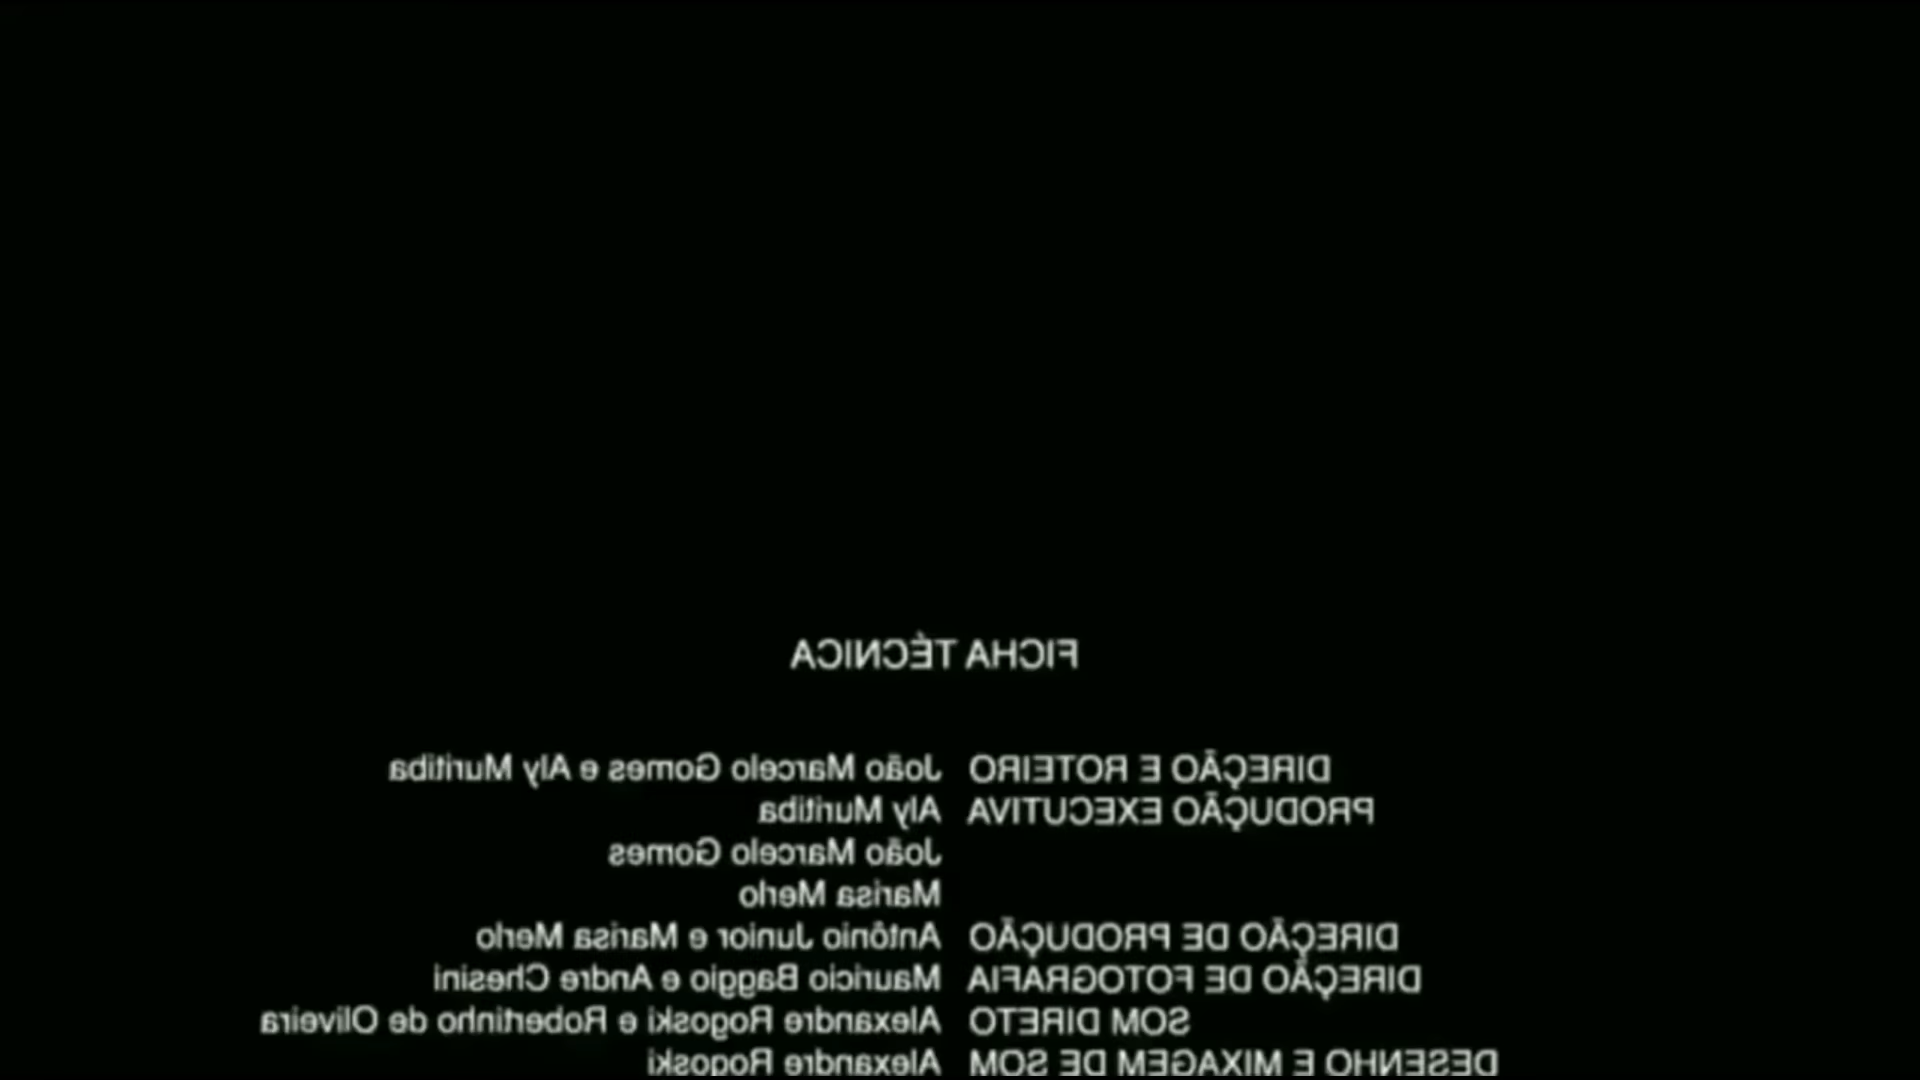 FICHA TÉCNICA
DIREÇÃO E ROTEIRO João Marcelo Gomes e Aly Muritiba
PRODUÇÃO EXECUTIVA Aly Muritiba
João Marcelo Gomes
Marisa Merlo
DIREÇÃO DE PRODUÇÃO Antônio Junior e Marisa Merlo
DIREÇÃO DE FOTOGRAFIA Mauricio Baggio e Andre Chesini
SOM DIRETO Alexandre Rogoski e Robertinho de Oliveira
DESENHO E MIXAGEM DE SOM Alexandre Rogoski